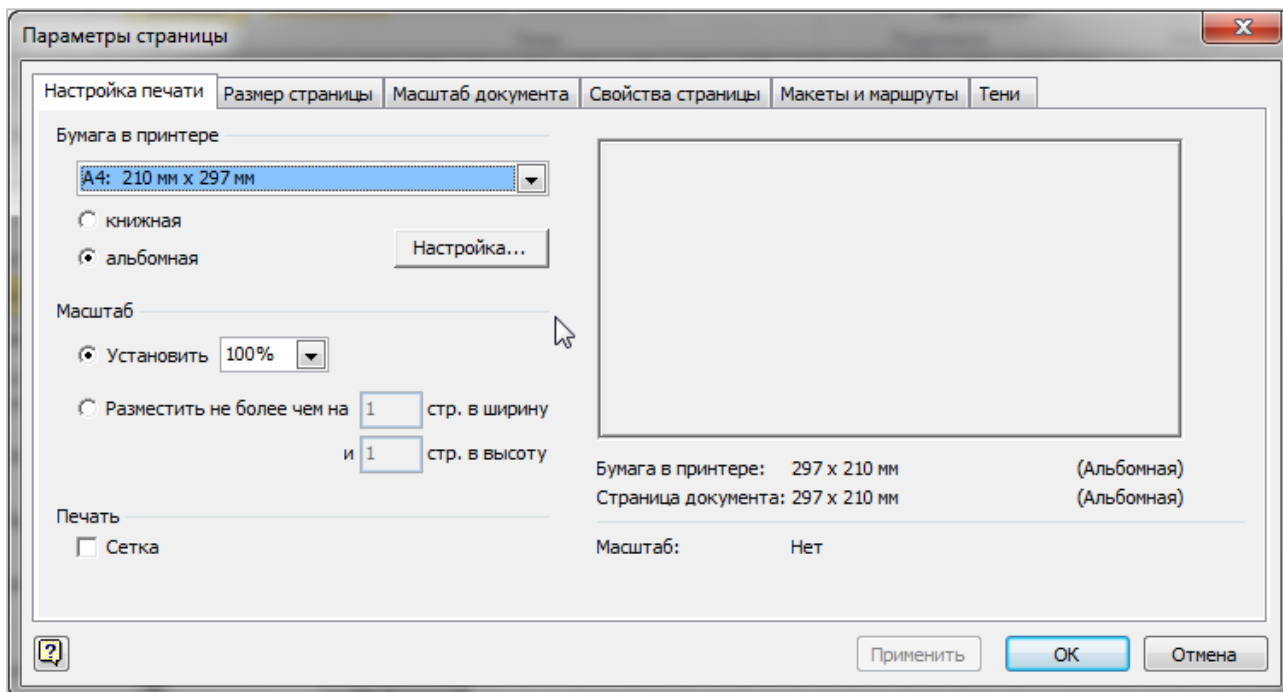 Параметры страницы
Настройка печати Размер страницы Масштаб документа Свойства страницы Макеты и маршруты Тени
Бумага в принтере
A4: 210 мм x 297 мм
книжная
альбомная
Настройка...
Масштаб
Установить 100%
Разместить не более чем на 1 стр. в ширину
и 1 стр. в высоту
Печать
Сетка
Бумага в принтере: 297 x 210 мм (Альбомная)
Страница документа: 297 x 210 мм (Альбомная)
Масштаб: Нет
Применить ОК Отмена